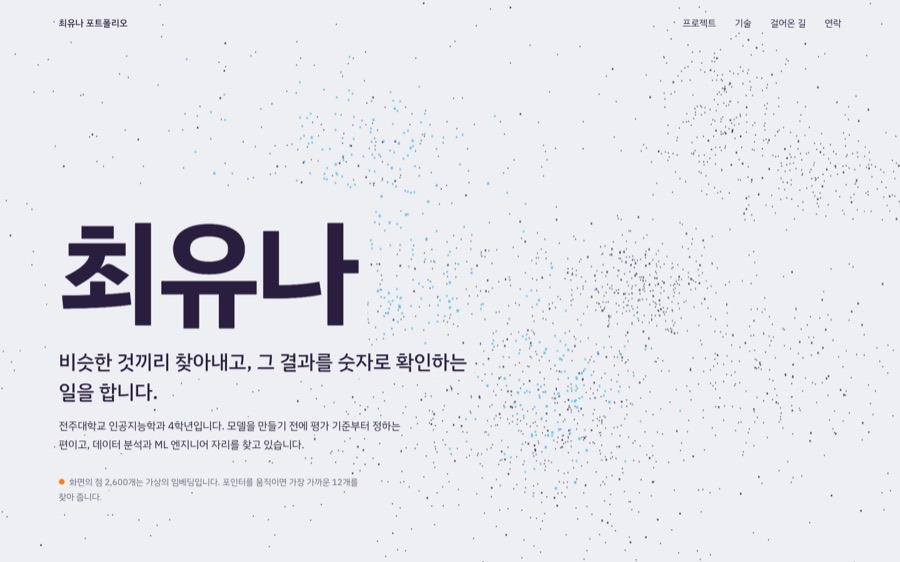 최유나 포트폴리오
프로젝트 기술 걸어온 길 연락
최유나
비슷한 것끼리 찾아내고, 그 결과를 숫자로 확인하는
일을 합니다.
전주대학교 인공지능학과 4학년입니다. 모델을 만들기 전에 평가 기준부터 정하는
편이고, 데이터 분석과 ML 엔지니어 자리를 찾고 있습니다.
화면의 점 2,600개는 가상의 임베딩입니다. 포인터를 움직이면 가장 가까운 12개를
찾아 줍니다.